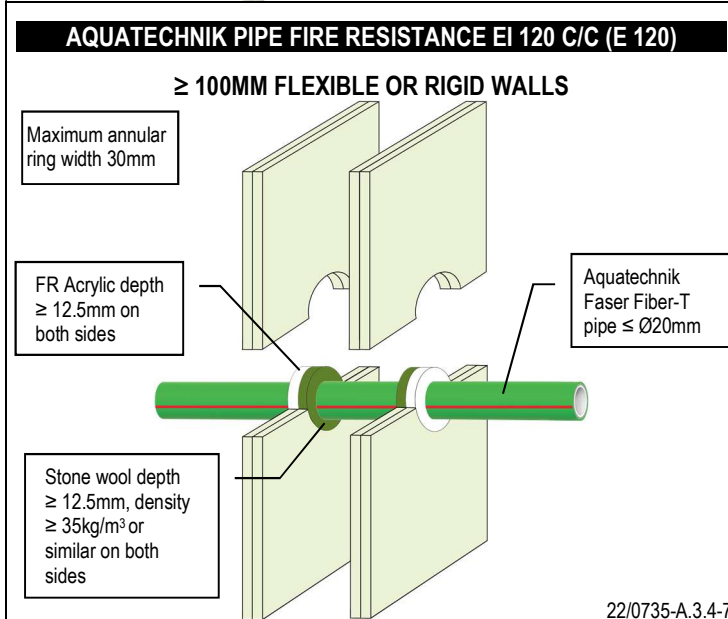 AQUATECHNIK PIPE FIRE RESISTANCE EI 120 C/C (E 120)
≥ 100MM FLEXIBLE OR RIGID WALLS
Maximum annular
ring width 30mm
FR Acrylic depth
≥ 12.5mm on
both sides
Aquatechnik
Faser Fiber-T
pipe ≤ Ø20mm
Stone wool depth
≥ 12.5mm, density
≥ 35kg/m³ or
similar on both
sides
22/0735-A.3.4-7